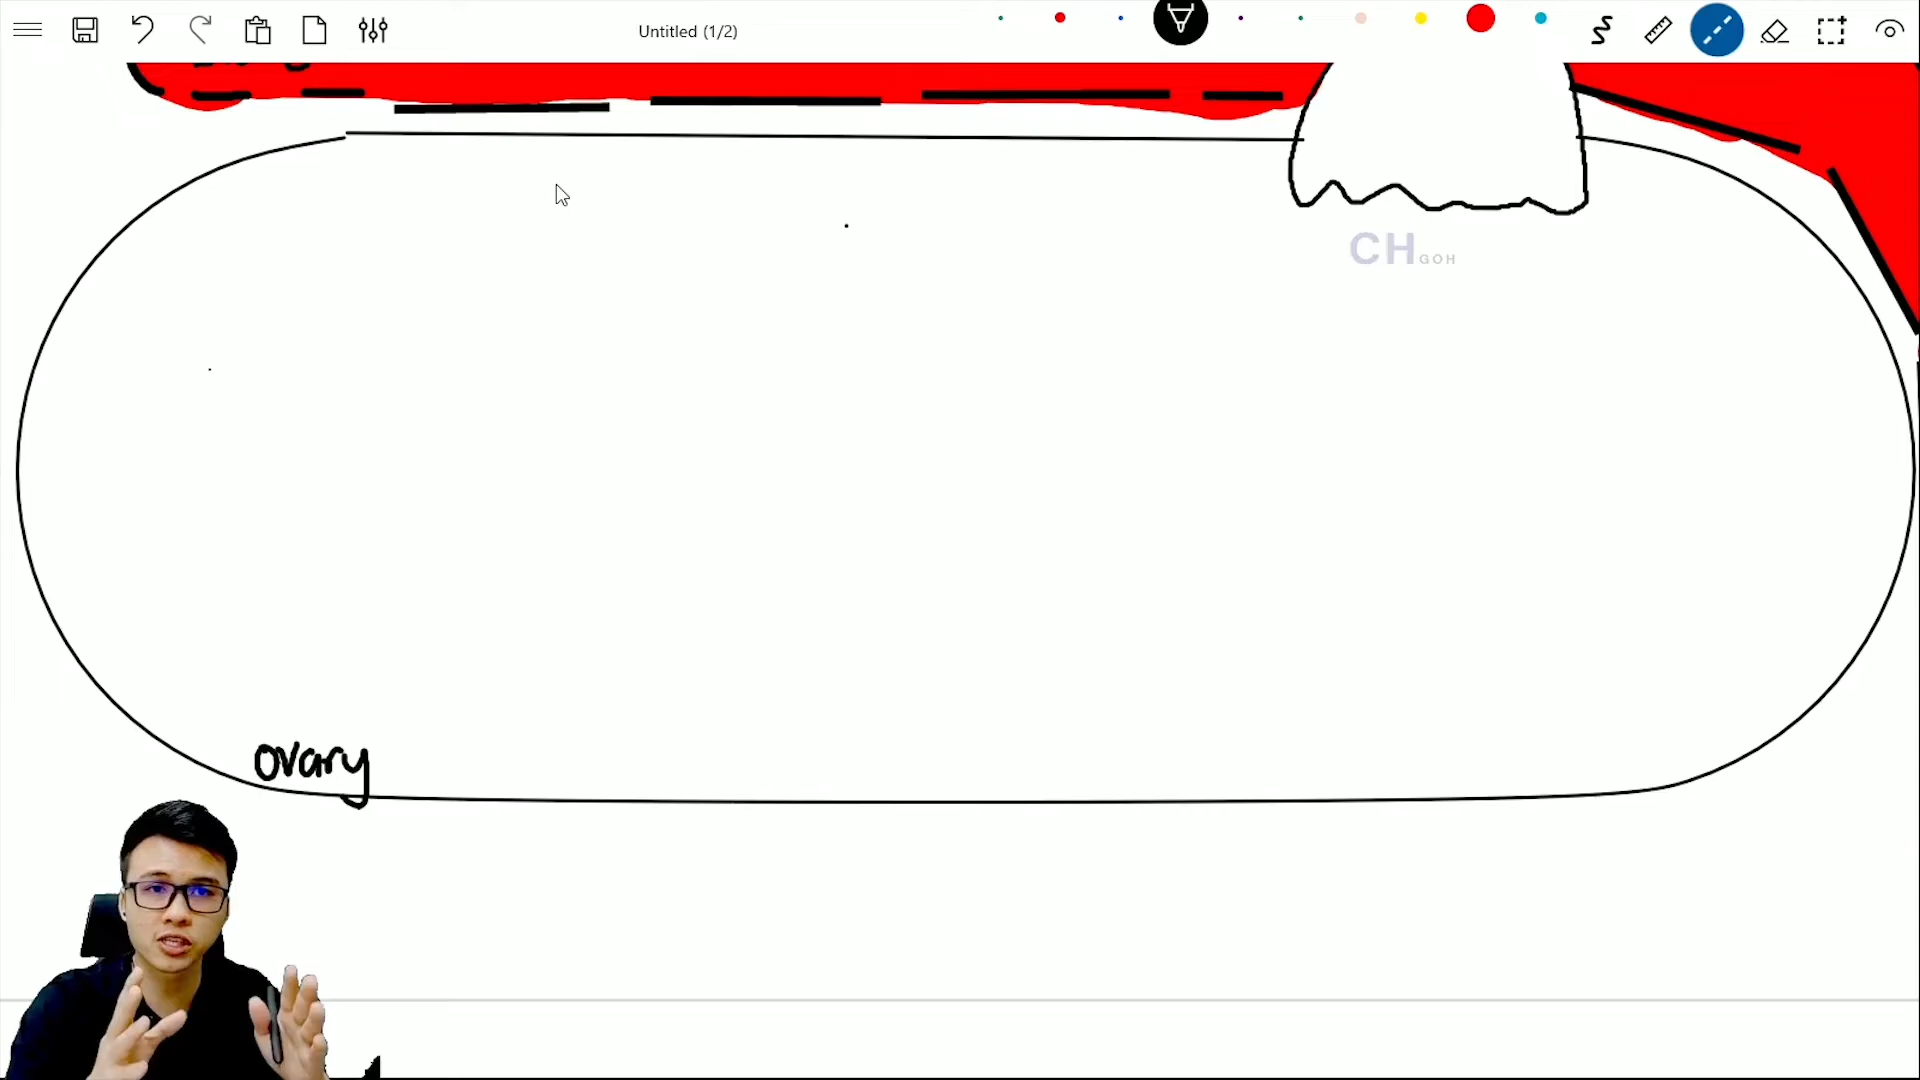 Untitled (1/2)
CH GOH
ovary